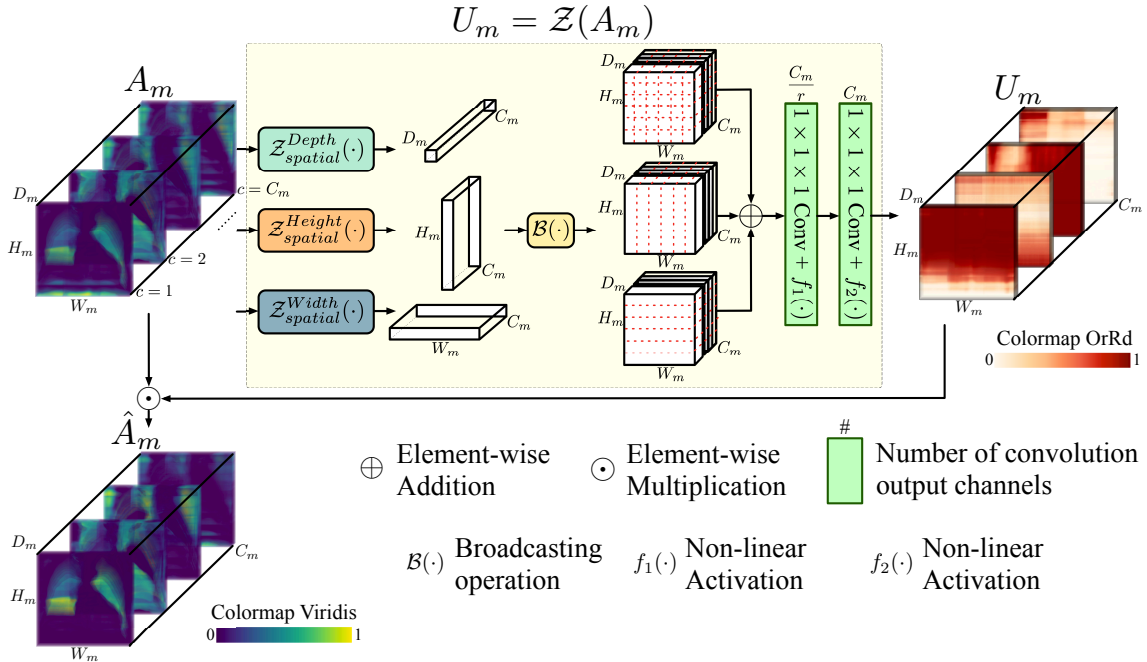 U_m = Z(A_m)
A_m
D_m
H_m
W_m
c = 1
c = 2
c = C_m
Z^{Depth}_{spatial}(·)
Z^{Height}_{spatial}(·)
Z^{Width}_{spatial}(·)
D_m
C_m
H_m
C_m
W_m
C_m
B(·)
D_m
H_m
W_m
C_m
D_m
H_m
W_m
C_m
D_m
H_m
W_m
C_m
C_m/r
1 × 1 × 1 Conv + f_1(·)
C_m
1 × 1 × 1 Conv + f_2(·)
U_m
D_m
H_m
W_m
C_m
Colormap OrRd
0 1
Â_m
D_m
H_m
W_m
C_m
Colormap Viridis
0 1
⊕ Element-wise
Addition
⊙ Element-wise
Multiplication
#
Number of convolution
output channels
B(·) Broadcasting
operation
f_1(·) Non-linear
Activation
f_2(·) Non-linear
Activation